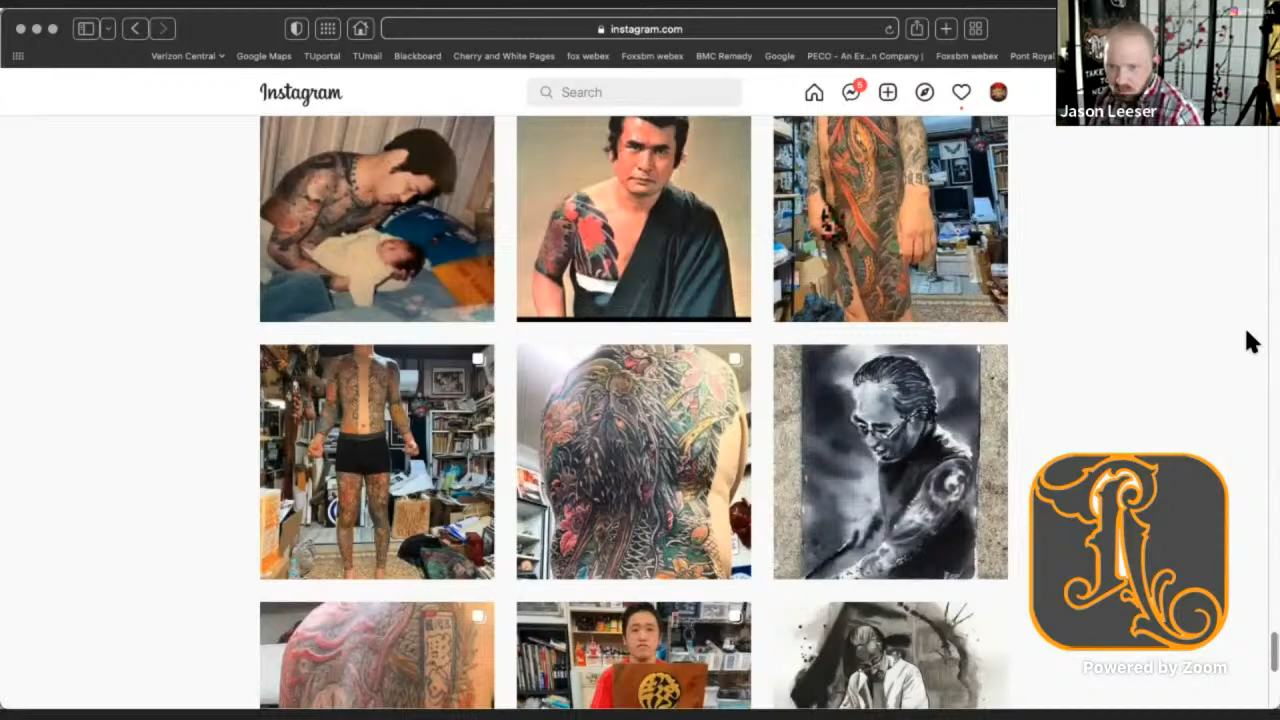 instagram.com
Verizon Central
Google Maps
TUportal
TUmail
Blackboard
Cherry and White Pages
fox webex
Foxsbm webex
BMC Remedy
Google
PECO - An Ex...n Company |
Foxsbm webex
Pont Royal
Instagram
Search
5
TAKE
Jason Leeser
Powered by Zoom